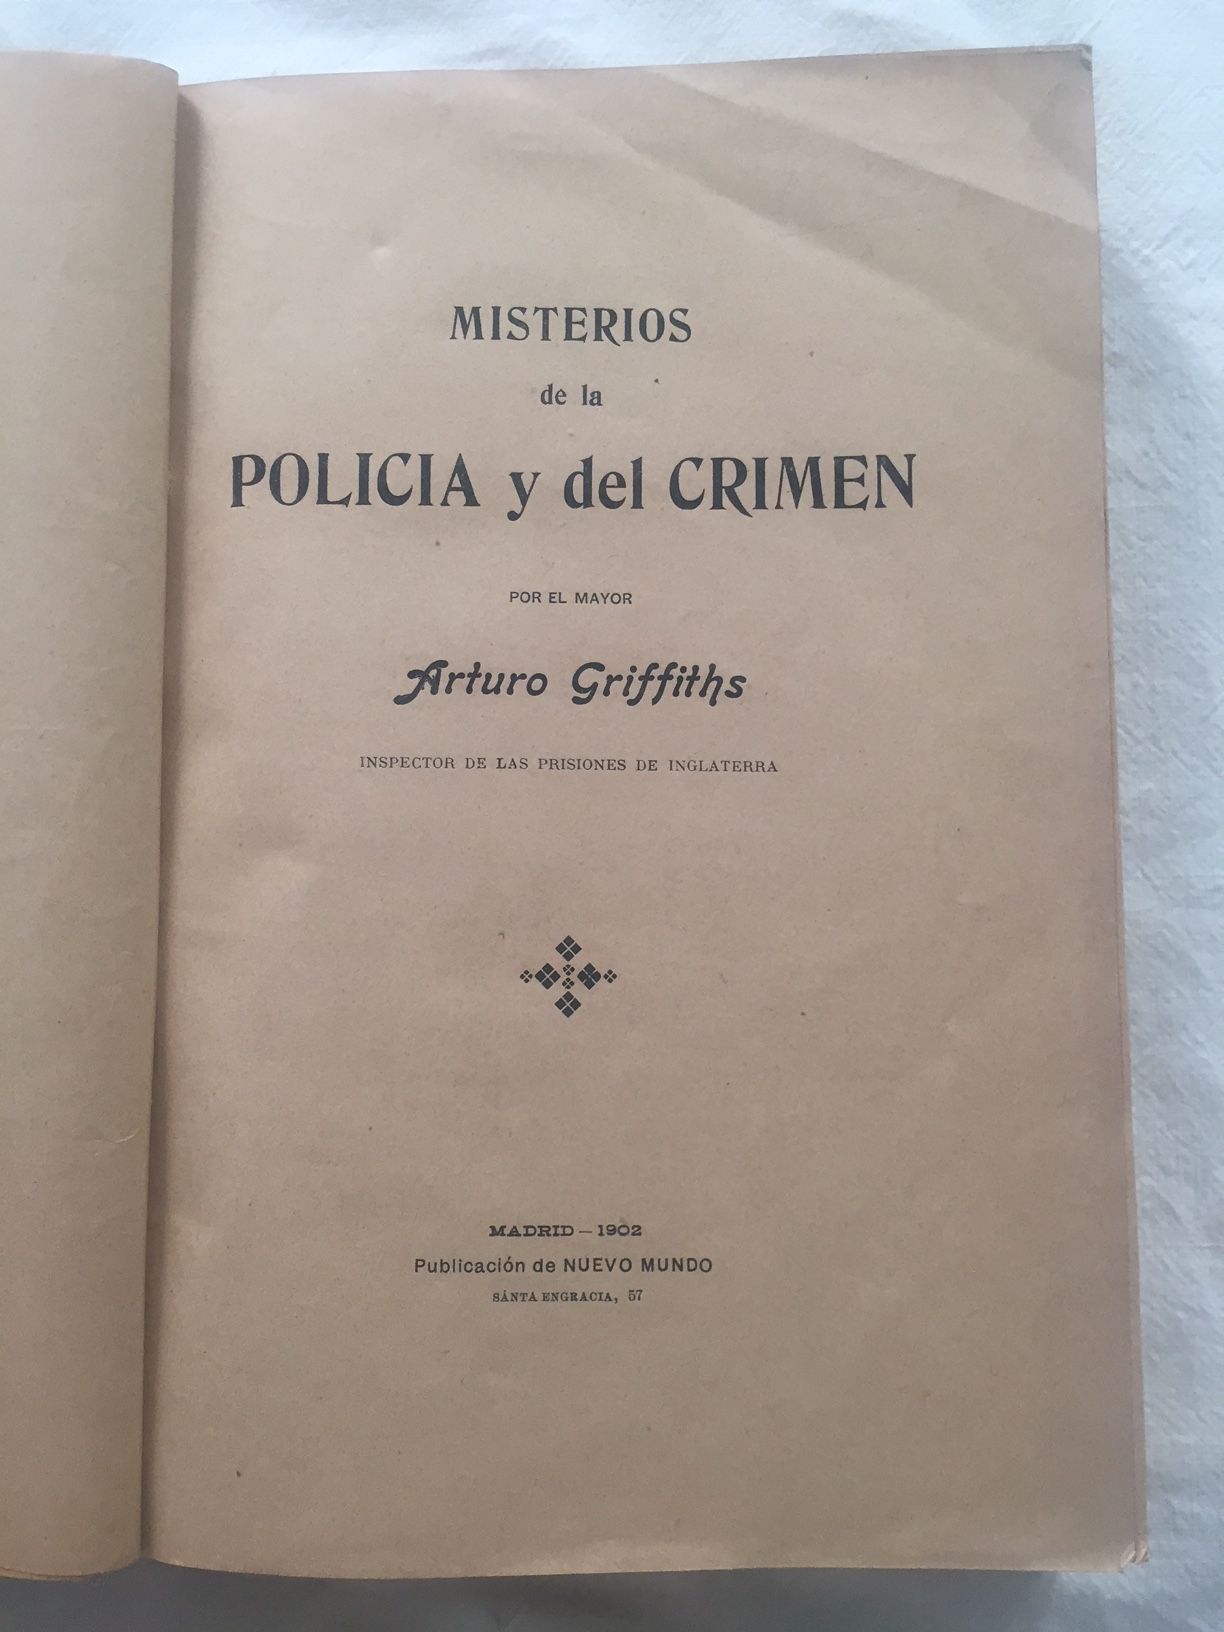 MISTERIOS
de la
POLICIA y del CRIMEN
POR EL MAYOR
Arturo Griffiths
INSPECTOR DE LAS PRISIONES DE INGLATERRA
MADRID — 1902
Publicación de NUEVO MUNDO
SANTA ENGRACIA, 57